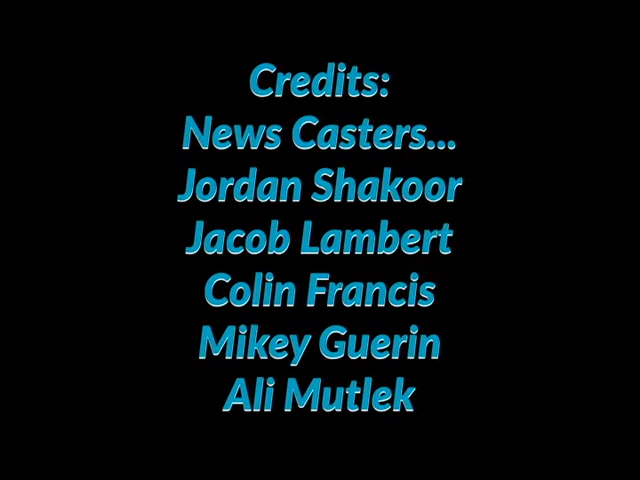 Credits:
News Casters...
Jordan Shakoor
Jacob Lambert
Colin Francis
Mikey Guerin
Ali Mutlek